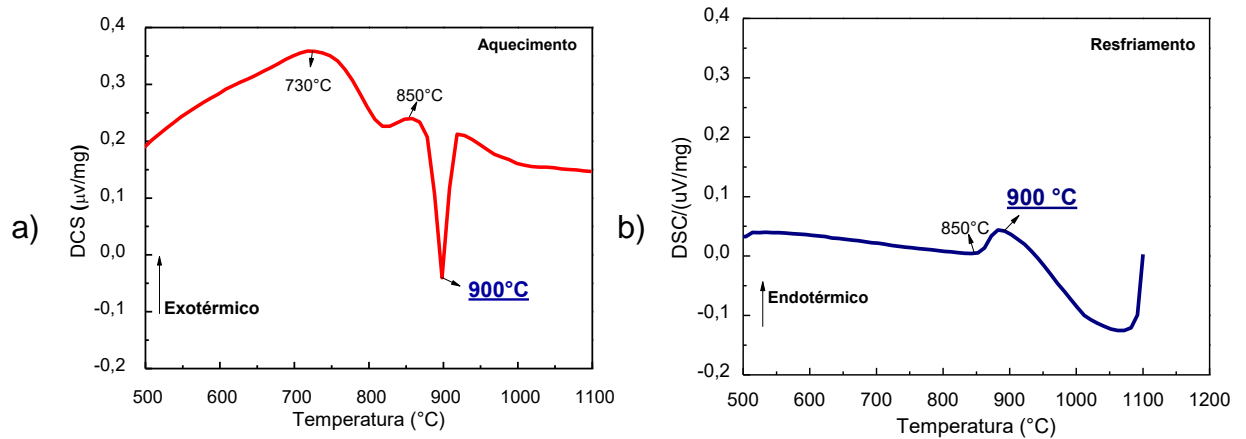 a)
Aquecimento
DCS (μv/mg)
0,4
0,3
0,2
0,1
0,0
-0,1
-0,2
730°C
850°C
900°C
Exotérmico
500 600 700 800 900 1000 1100
Temperatura (°C)
b)
Resfriamento
DSC/(uV/mg)
0,4
0,3
0,2
0,1
0,0
-0,1
-0,2
850°C
900 °C
Endotérmico
500 600 700 800 900 1000 1100 1200
Temperatura (°C)